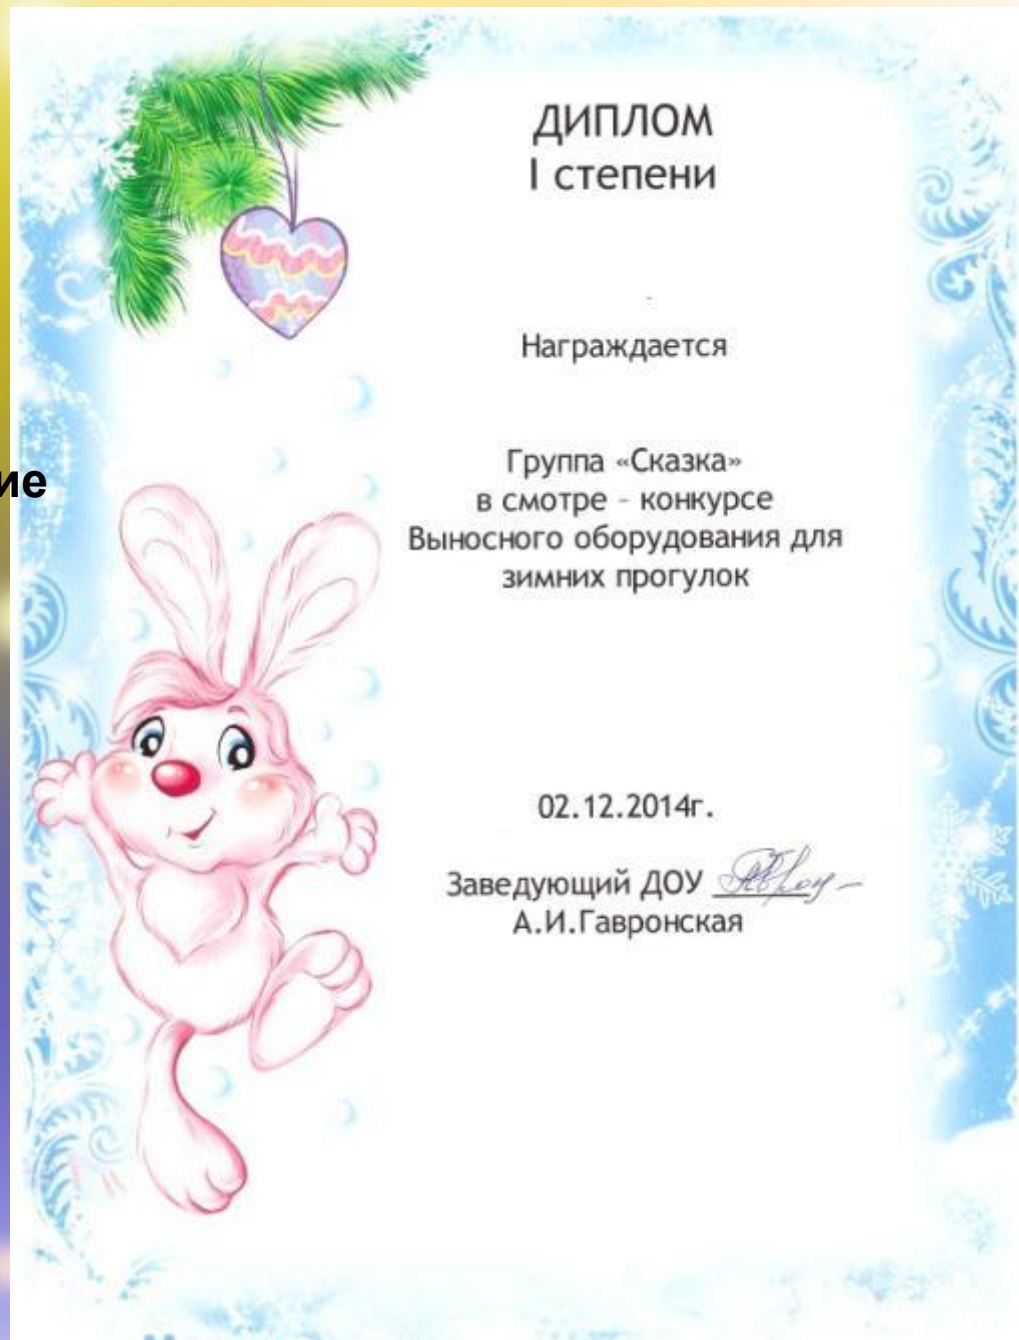 ДИПЛОМ
I степени
Награждается
Группа «Сказка»
в смотре - конкурсе
Выносного оборудования для
зимних прогулок
02.12.2014г.
Заведующий ДОУ
А.И.Гавронская